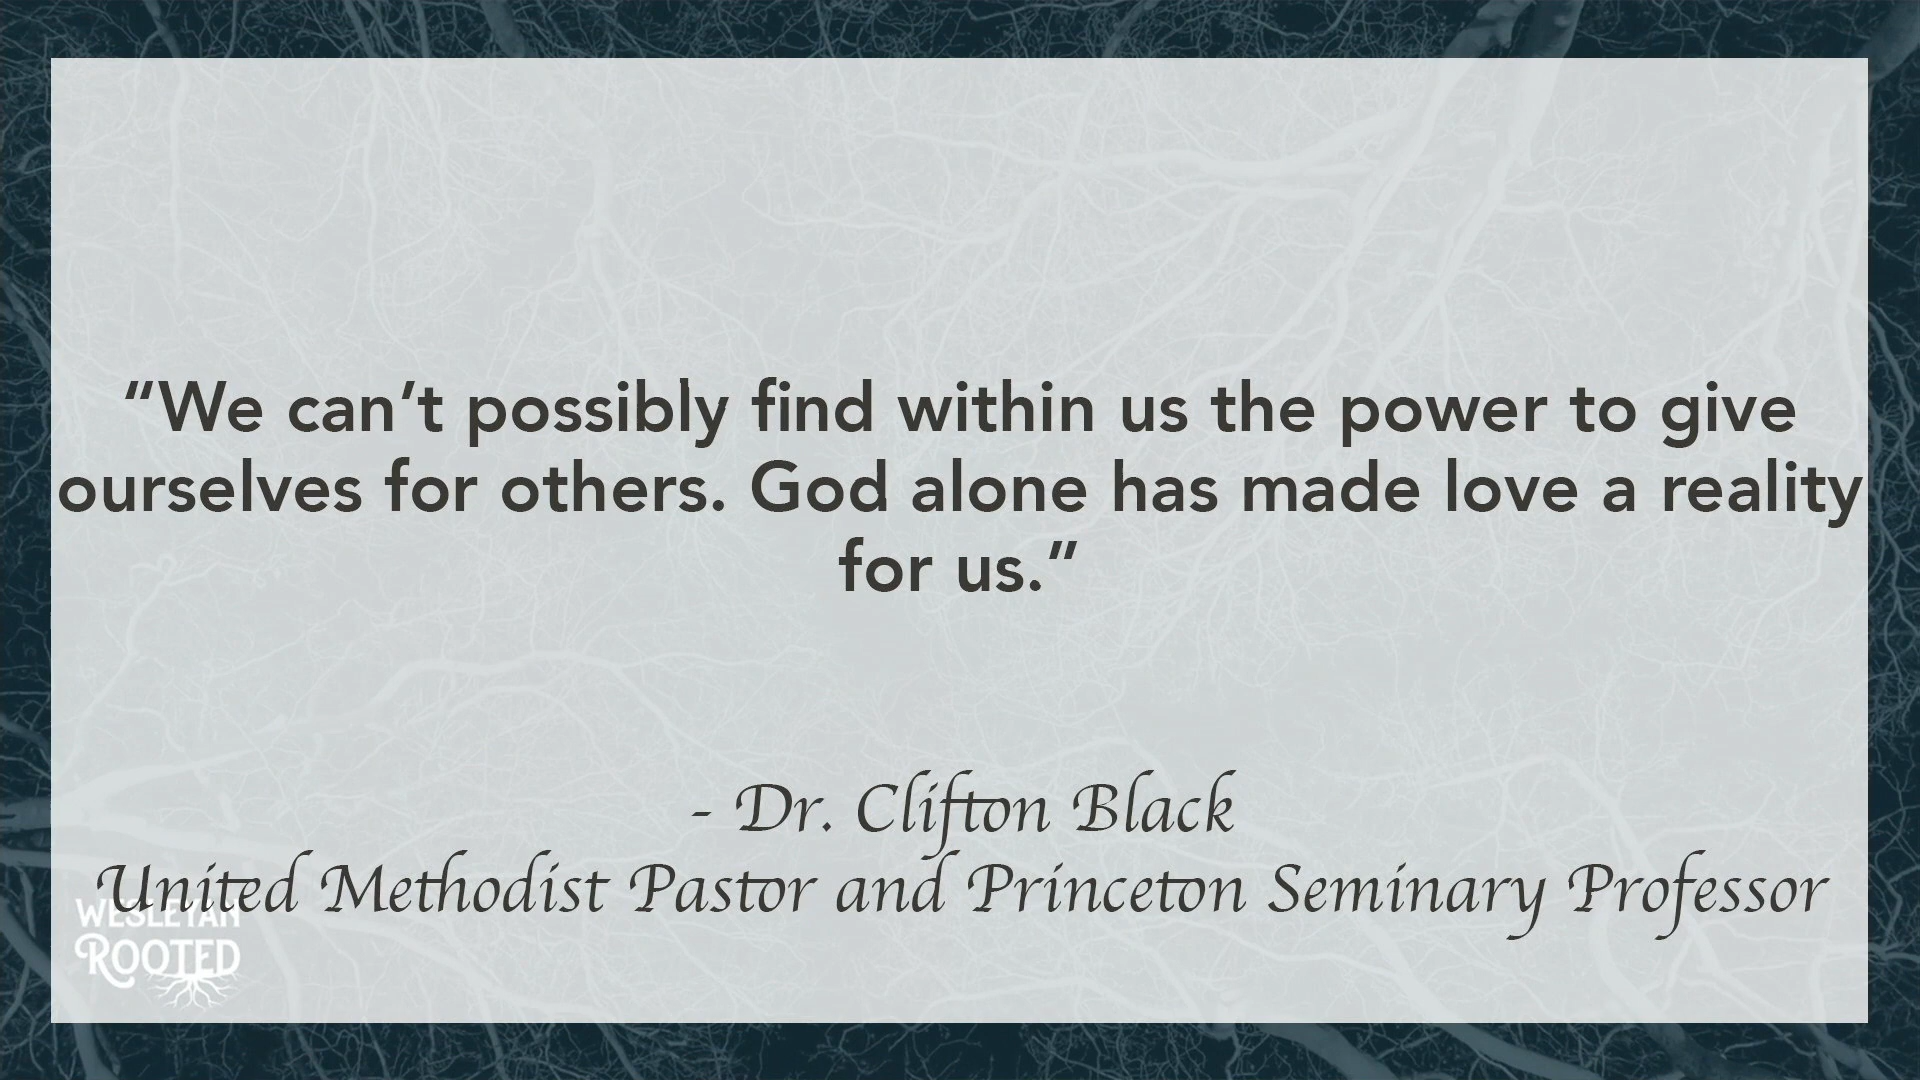 “We can’t possibly find within us the power to give
ourselves for others. God alone has made love a reality
for us.”
- Dr. Clifton Black
United Methodist Pastor and Princeton Seminary Professor
WESLEYAN
ROOTED